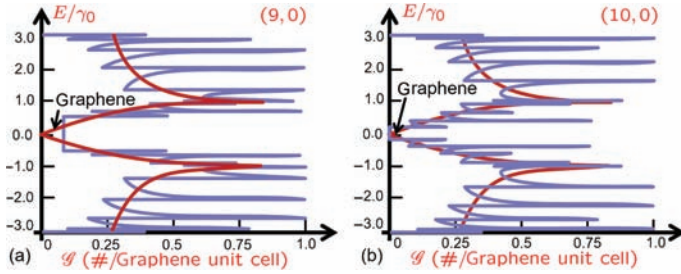 E/γ0 (9,0)
3.0
2.0
1.0
0.0
−1.0
−2.0
−3.0
Graphene
0 0.25 0.5 0.75 1.0
(a) 𝒢 (#/Graphene unit cell)
E/γ0 (10,0)
3.0
2.0
1.0
0.0
−1.0
−2.0
−3.0
Graphene
0 0.25 0.5 0.75 1.0
(b) 𝒢 (#/Graphene unit cell)